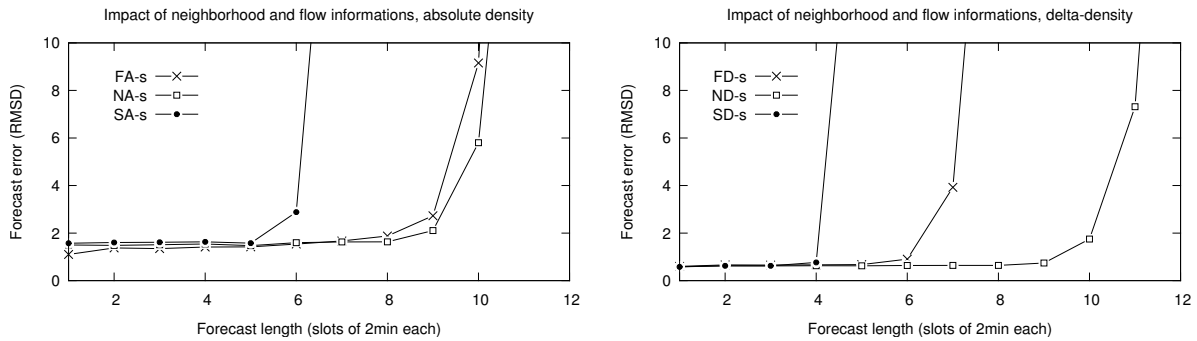 Impact of neighborhood and flow informations, absolute density
10
8
6
4
2
0
2
4
6
8
10
12
Forecast error (RMSD)
Forecast length (slots of 2min each)
FA-s
NA-s
SA-s
Impact of neighborhood and flow informations, delta-density
10
8
6
4
2
0
2
4
6
8
10
12
Forecast error (RMSD)
Forecast length (slots of 2min each)
FD-s
ND-s
SD-s